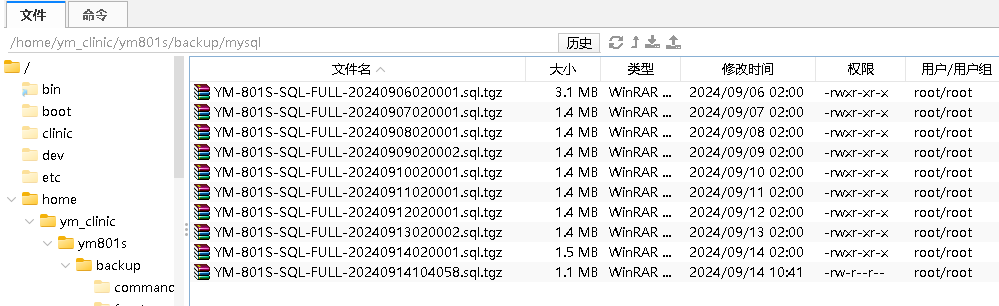 文件 命令
/home/ym_clinic/ym801s/backup/mysql 历史
/ 文件名 大小 类型 修改时间 权限 用户/用户组
bin YM-801S-SQL-FULL-20240906020001.sql.tgz 3.1 MB WinRAR ... 2024/09/06 02:00 -rwxr-xr-x root/root
boot YM-801S-SQL-FULL-20240907020001.sql.tgz 1.4 MB WinRAR ... 2024/09/07 02:00 -rwxr-xr-x root/root
clinic YM-801S-SQL-FULL-20240908020001.sql.tgz 1.4 MB WinRAR ... 2024/09/08 02:00 -rwxr-xr-x root/root
dev YM-801S-SQL-FULL-20240909020002.sql.tgz 1.4 MB WinRAR ... 2024/09/09 02:00 -rwxr-xr-x root/root
etc YM-801S-SQL-FULL-20240910020001.sql.tgz 1.4 MB WinRAR ... 2024/09/10 02:00 -rwxr-xr-x root/root
home YM-801S-SQL-FULL-20240911020001.sql.tgz 1.4 MB WinRAR ... 2024/09/11 02:00 -rwxr-xr-x root/root
ym_clinic YM-801S-SQL-FULL-20240912020001.sql.tgz 1.4 MB WinRAR ... 2024/09/12 02:00 -rwxr-xr-x root/root
ym801s YM-801S-SQL-FULL-20240913020002.sql.tgz 1.4 MB WinRAR ... 2024/09/13 02:00 -rwxr-xr-x root/root
backup YM-801S-SQL-FULL-20240914020001.sql.tgz 1.5 MB WinRAR ... 2024/09/14 02:00 -rwxr-xr-x root/root
command YM-801S-SQL-FULL-20240914104058.sql.tgz 1.1 MB WinRAR ... 2024/09/14 10:41 -rw-r--r-- root/root